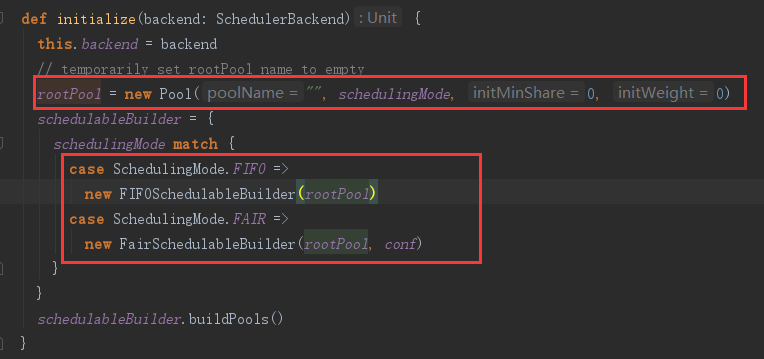 def initialize(backend: SchedulerBackend): Unit {
this.backend = backend
// temporarily set rootPool name to empty
rootPool = new Pool( poolName = "", schedulingMode, initMinShare = 0, initWeight = 0)
schedulableBuilder = {
schedulingMode match {
case SchedulingMode.FIFO =>
new FIFOSchedulableBuilder(rootPool)
case SchedulingMode.FAIR =>
new FairSchedulableBuilder(rootPool, conf)
}
}
schedulableBuilder.buildPools()
}